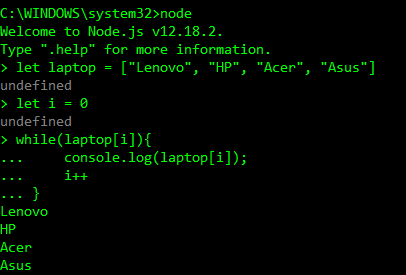 C:\WINDOWS\system32>node
Welcome to Node.js v12.18.2.
Type ".help" for more information.
> let laptop = ["Lenovo", "HP", "Acer", "Asus"]
undefined
> let i = 0
undefined
> while(laptop[i]){
...     console.log(laptop[i]);
...     i++
... }
Lenovo
HP
Acer
Asus